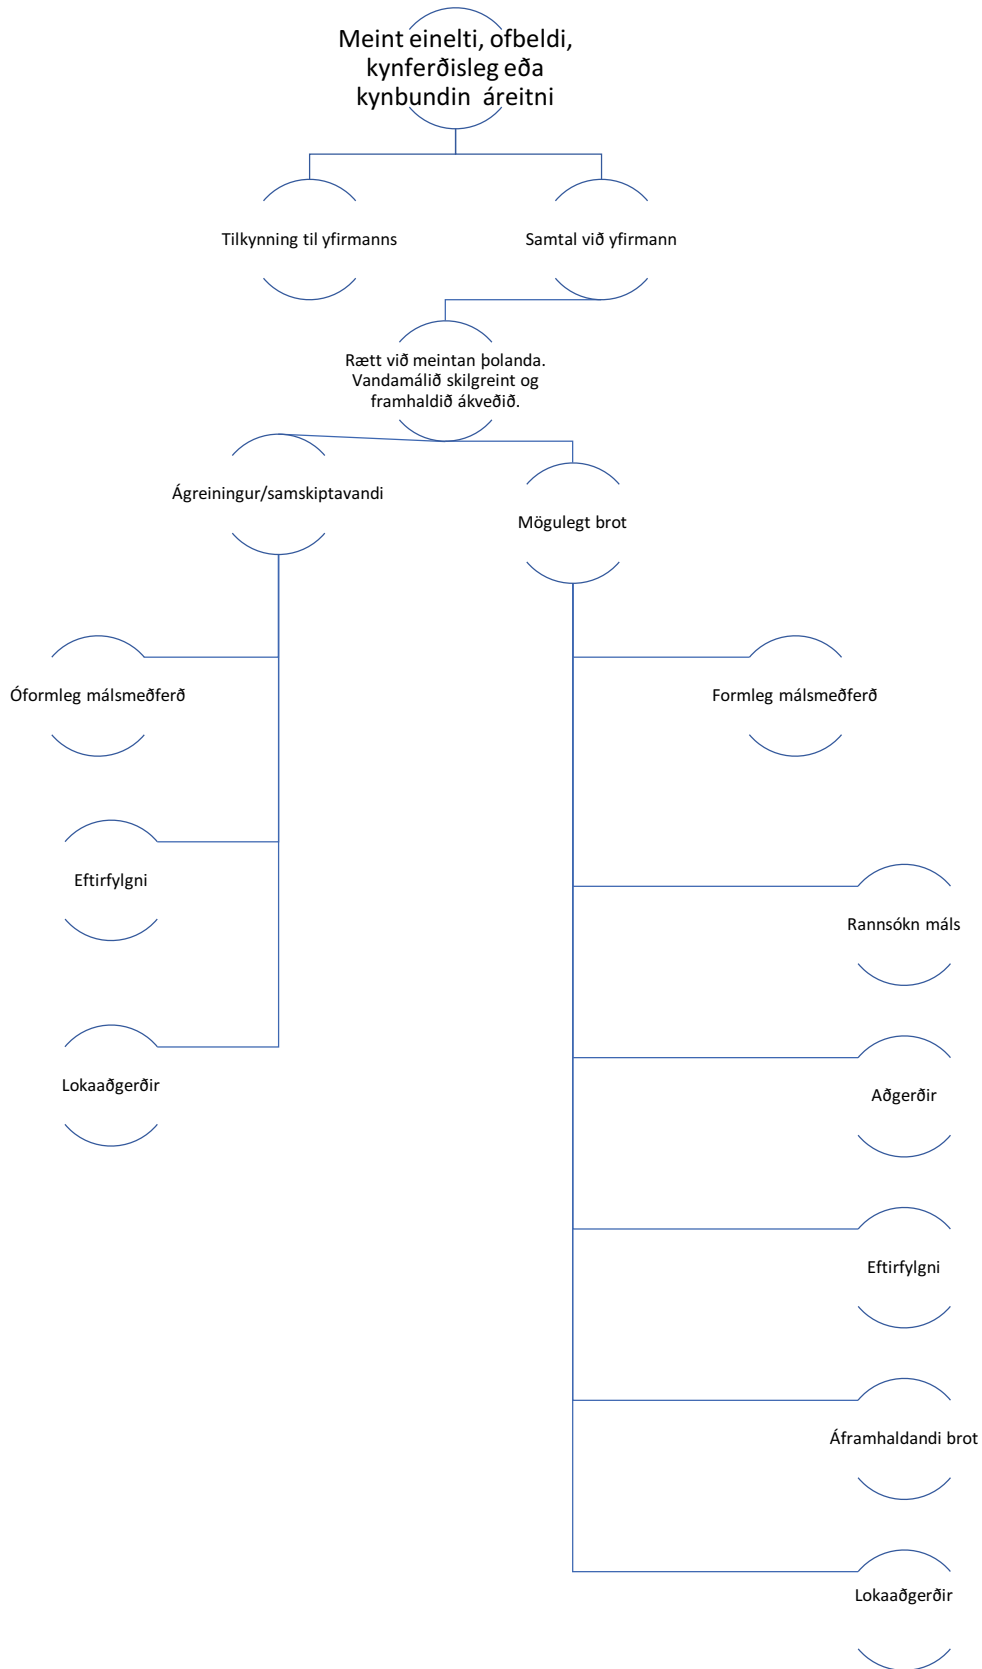 Meint einelti, ofbeldi,
kynferðisleg eða
kynbundin áreitni
Tilkynning til yfirmanns
Samtal við yfirmann
Rætt við meintan þolanda.
Vandamálið skilgreint og
framhaldið ákveðið.
Ágreiningur/samskiptavandi
Mögulegt brot
Óformleg málsmeðferð
Formleg málsmeðferð
Eftirfylgni
Rannsókn máls
Lokaaðgerðir
Aðgerðir
Eftirfylgni
Áframhaldandi brot
Lokaaðgerðir